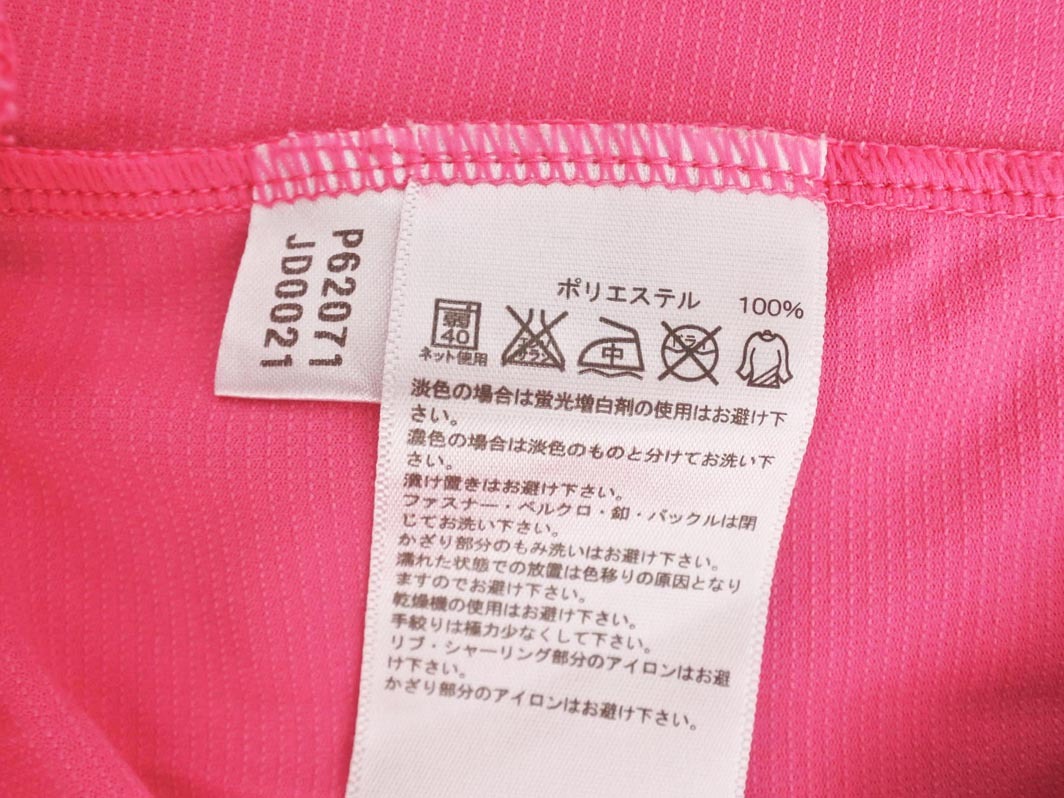 P62071
JD0021
ポリエステル 100%
弱
40
ネット使用
エンソ
サラシ
中
ドライ
淡色の場合は蛍光増白剤の使用はお避け下
さい。
濃色の場合は淡色のものと分けてお洗い下
さい。
漬け置きはお避け下さい。
ファスナー・ベルクロ・釦・バックルは閉
じてお洗い下さい。
かざり部分のもみ洗いはお避け下さい。
濡れた状態での放置は色移りの原因となり
ますのでお避け下さい。
乾燥機の使用はお避け下さい。
手絞りは極力少なくして下さい。
リブ・シャーリング部分のアイロンはお避
け下さい。
かざり部分のアイロンはお避け下さい。